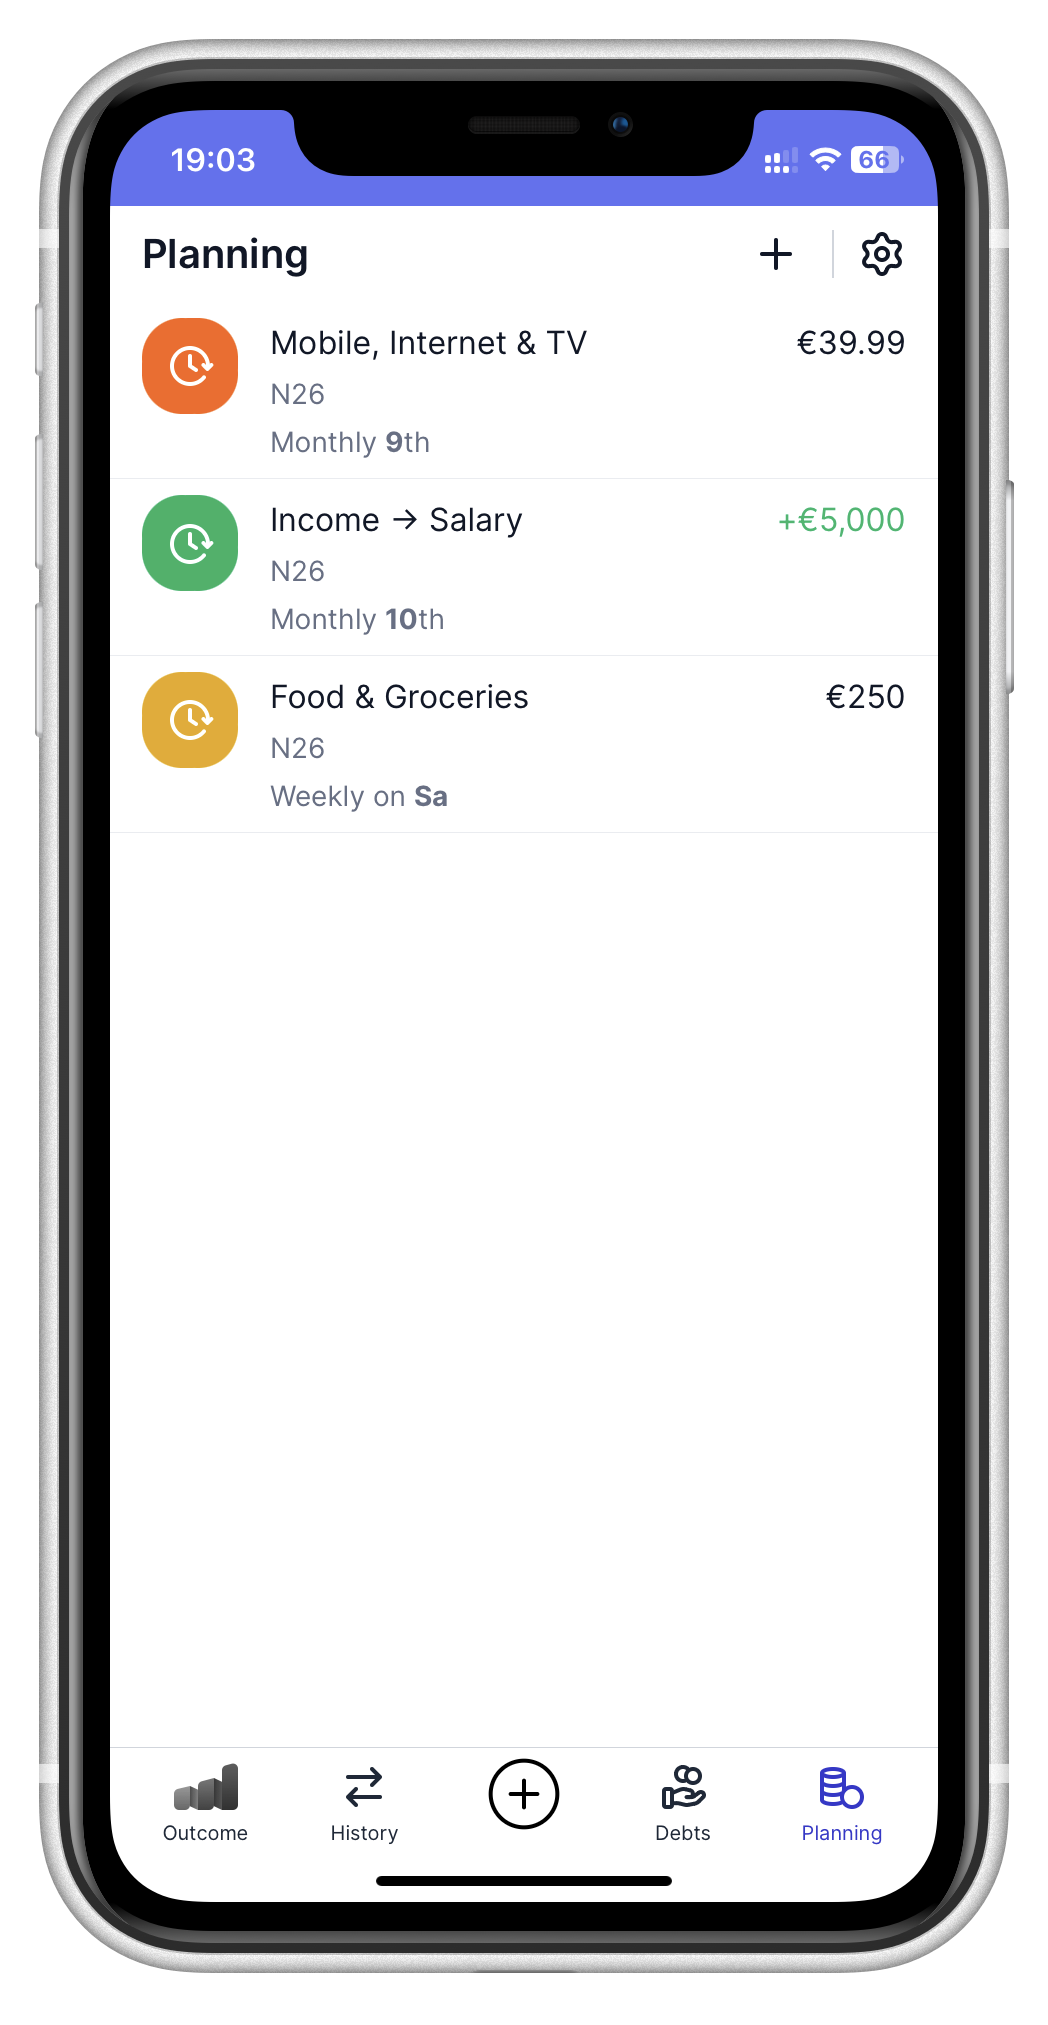 19:03
66
Planning
Mobile, Internet & TV
€39.99
N26
Monthly 9th
Income → Salary
+€5,000
N26
Monthly 10th
Food & Groceries
€250
N26
Weekly on Sa
Outcome
History
Debts
Planning